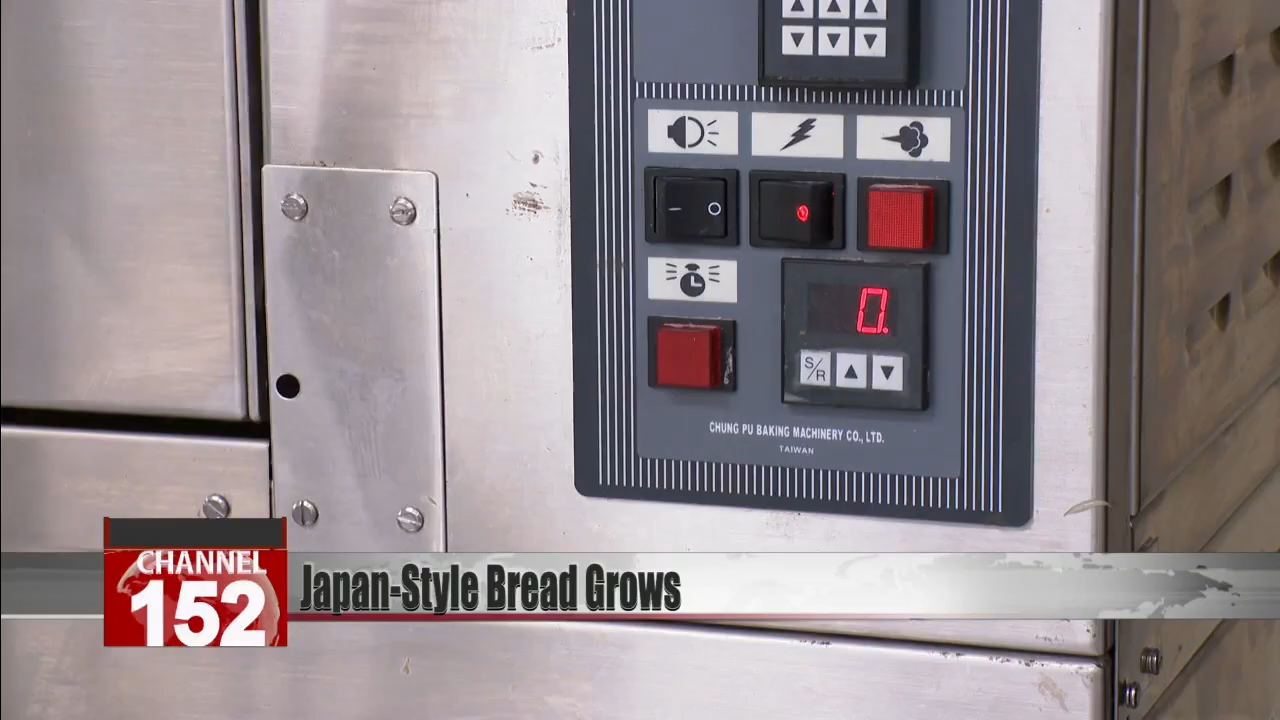 0.
S/R
CHUNG PU BAKING MACHINERY CO., LTD.
TAIWAN
CHANNEL
152
Japan-Style Bread Grows